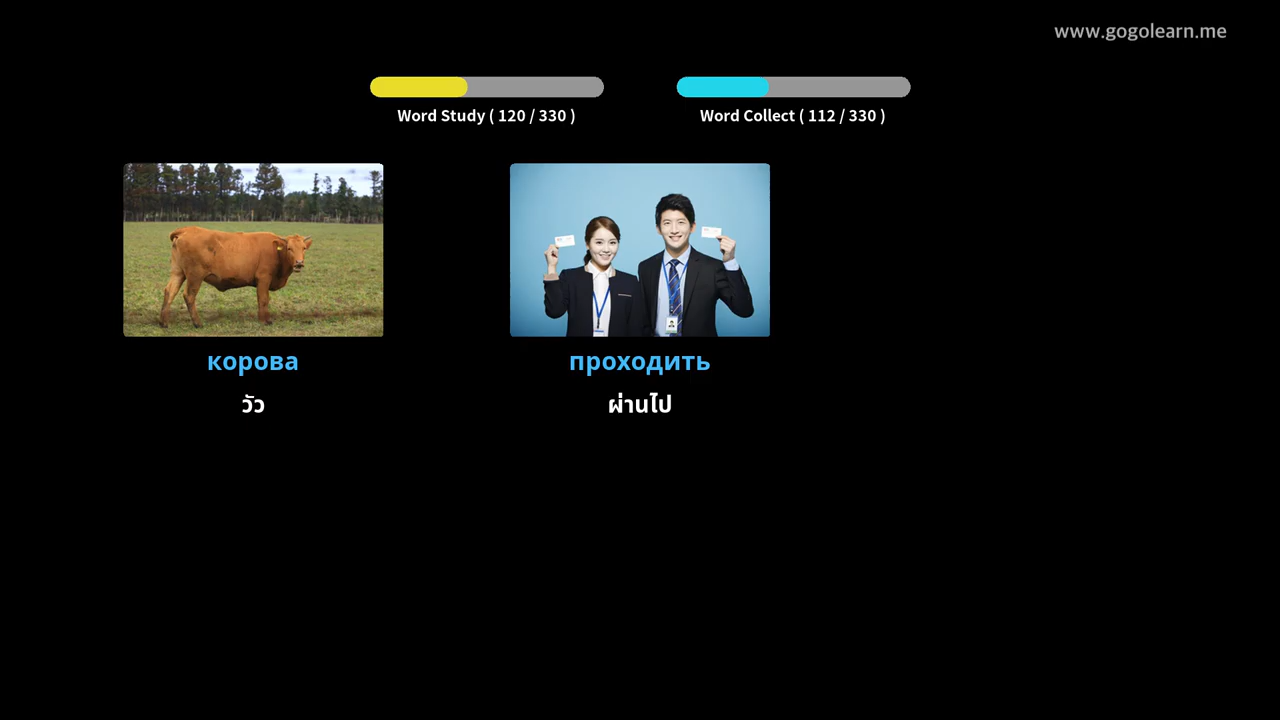 www.gogolearn.me
Word Study ( 120 / 330 )
Word Collect ( 112 / 330 )
корова
проходить
วัว
ผ่านไป